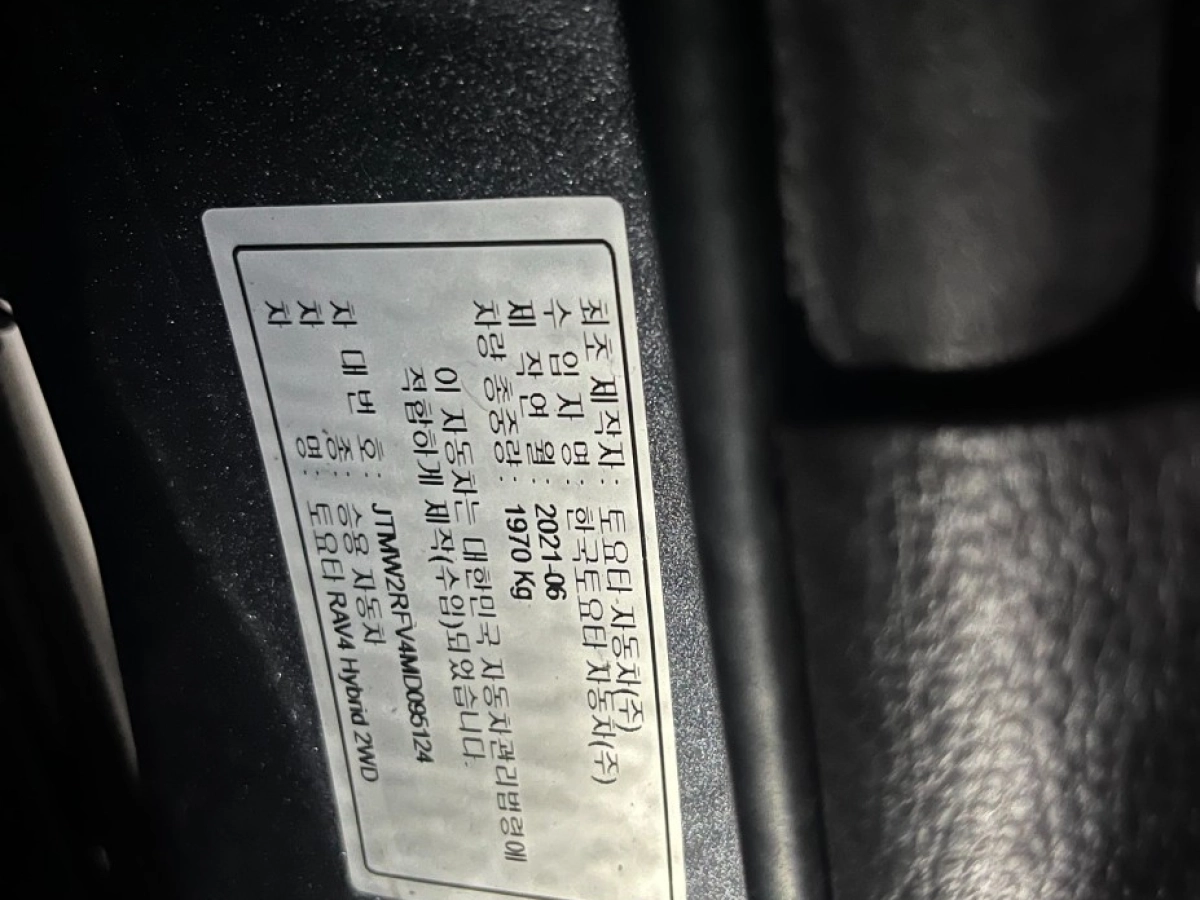 최초 제작자 : 토요타 자동차(주)
수 입 자 명 : 한국토요타자동차(주)
제 작 연 월 : 2021-06
차량 총중량 : 1970 Kg
이 자동차는 대한민국 자동차관리법령에
적합하게 제작(수입)되었습니다.
차 대 번 호 : JTMW2RFV4MD095124
차 종 : 승용 자동차
차 명 : 토요타 RAV4 Hybrid 2WD